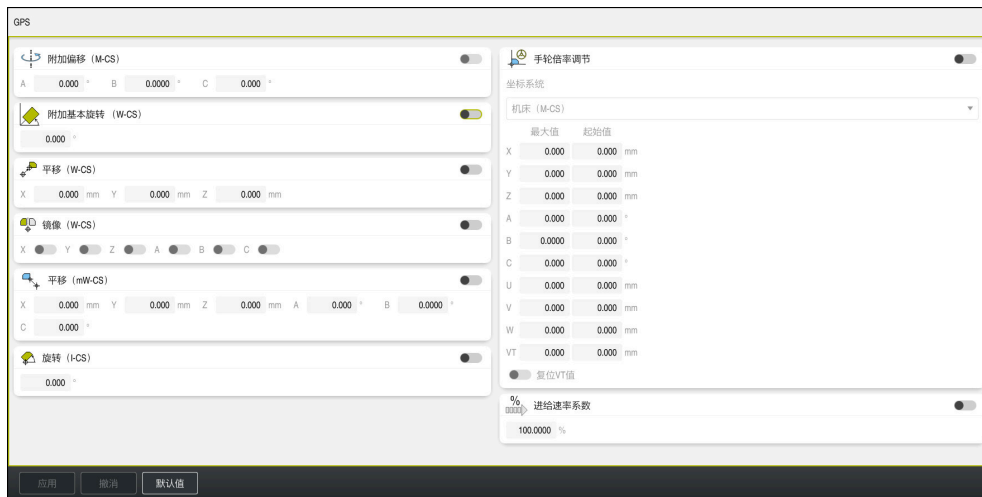 GPS
附加偏移（M-CS）
A 0.000 ° B 0.0000 ° C 0.000 °
附加基本旋转 （W-CS）
0.000 °
平移（W-CS）
X 0.000 mm Y 0.000 mm Z 0.000 mm
镜像（W-CS）
X Y Z A B C
平移（mW-CS）
X 0.000 mm Y 0.000 mm Z 0.000 mm A 0.000 ° B 0.0000 °
C 0.000 °
旋转（I-CS）
0.000 °
手轮倍率调节
坐标系统
机床（M-CS）
最大值 起始值
X 0.000 0.000 mm
Y 0.000 0.000 mm
Z 0.000 0.000 mm
A 0.000 0.000 °
B 0.0000 0.000 °
C 0.000 0.000 °
U 0.000 0.000 mm
V 0.000 0.000 mm
W 0.000 0.000 mm
VT 0.000 0.000 mm
复位VT值
% 进给速率系数
100.0000 %
应用 撤消 默认值